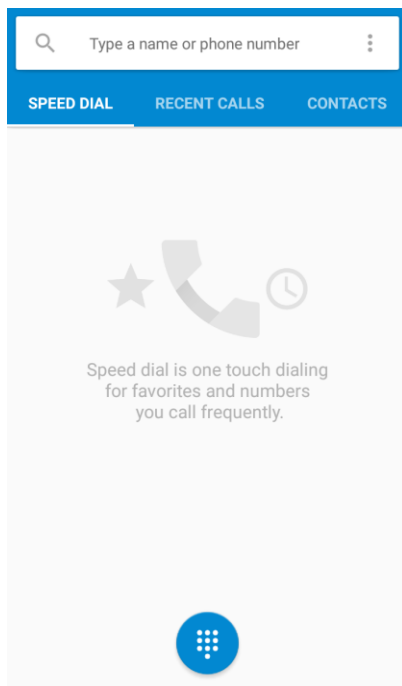 Type a name or phone number
SPEED DIAL RECENT CALLS CONTACTS
Speed dial is one touch dialing
for favorites and numbers
you call frequently.